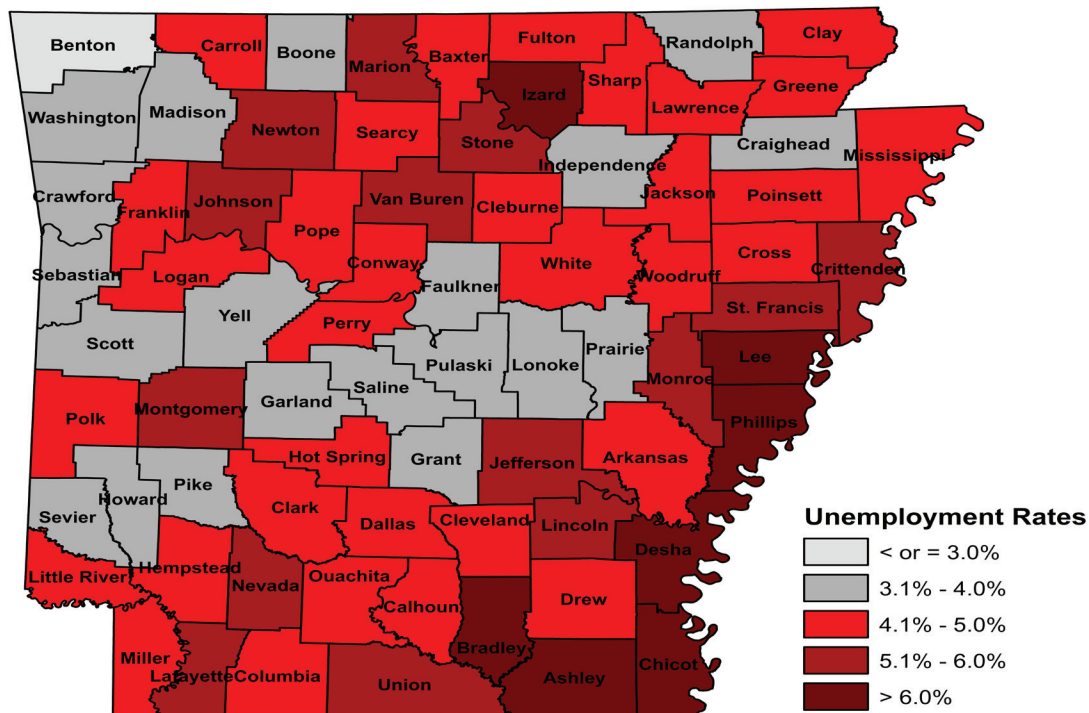 Benton
Carroll
Boone
Marion
Baxter
Fulton
Randolph
Clay
Izard
Sharp
Greene
Lawrence
Washington
Madison
Newton
Searcy
Stone
Independence
Craighead
Mississippi
Crawford
Franklin
Johnson
Pope
Van Buren
Cleburne
Jackson
Poinsett
Sebastian
Logan
Conway
Faulkner
White
Woodruff
Cross
Crittenden
St. Francis
Scott
Yell
Perry
Pulaski
Lonoke
Prairie
Lee
Saline
Monroe
Garland
Polk
Montgomery
Phillips
Hot Spring
Grant
Jefferson
Arkansas
Howard
Pike
Sevier
Clark
Dallas
Cleveland
Lincoln
Desha
Little River
Hempstead
Nevada
Ouachita
Calhoun
Drew
Bradley
Miller
Lafayette
Columbia
Union
Ashley
Chicot
Unemployment Rates
< or = 3.0%
3.1% - 4.0%
4.1% - 5.0%
5.1% - 6.0%
> 6.0%